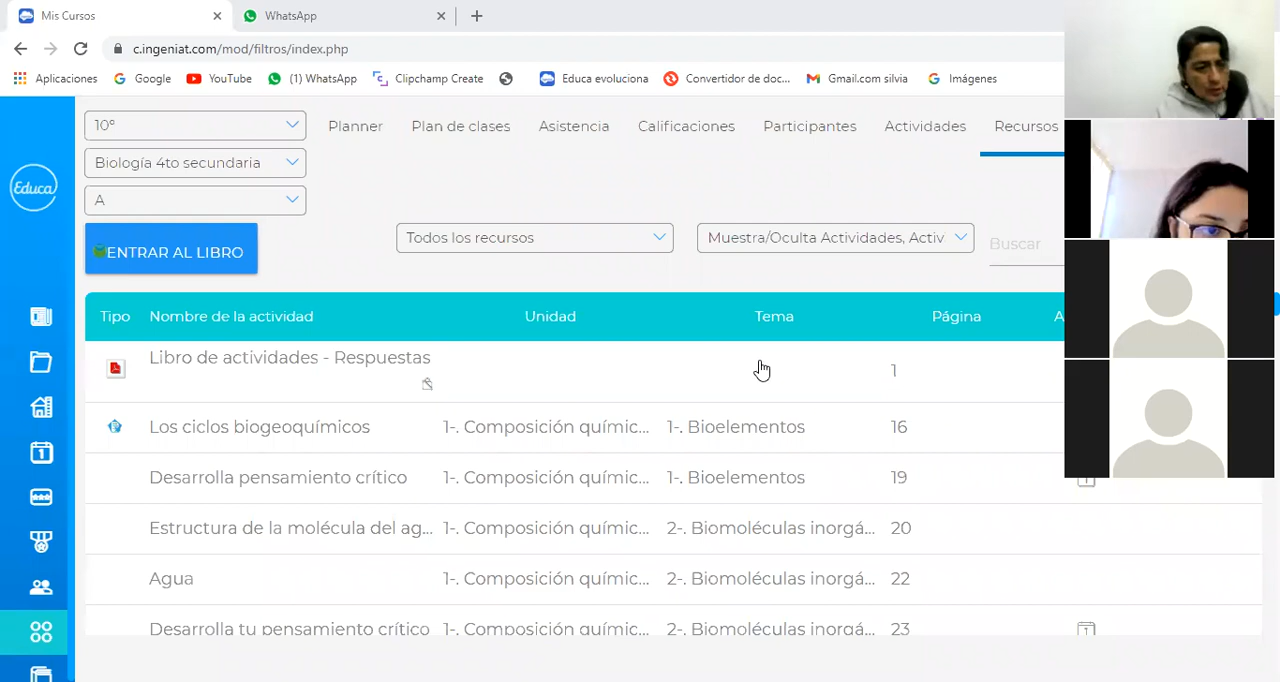 Mis Cursos
WhatsApp
c.ingeniat.com/mod/filtros/index.php
Aplicaciones Google YouTube (1) WhatsApp Clipchamp Create Educa evoluciona Convertidor de doc... Gmail.com silvia Imágenes
10° Planner Plan de clases Asistencia Calificaciones Participantes Actividades Recursos
Biología 4to secundaria
Educa
A
ENTRAR AL LIBRO
Todos los recursos
Muestra/Oculta Actividades, Activ
Buscar
Tipo Nombre de la actividad Unidad Tema Página A
Libro de actividades - Respuestas 1
Los ciclos biogeoquímicos 1-. Composición químic... 1-. Bioelementos 16
Desarrolla pensamiento crítico 1-. Composición químic... 1-. Bioelementos 19
Estructura de la molécula del ag... 1-. Composición químic... 2-. Biomoléculas inorgá... 20
Agua 1-. Composición químic... 2-. Biomoléculas inorgá... 22
Desarrolla tu pensamiento crítico 1-. Composición químic... 2-. Biomoléculas inorgá... 23